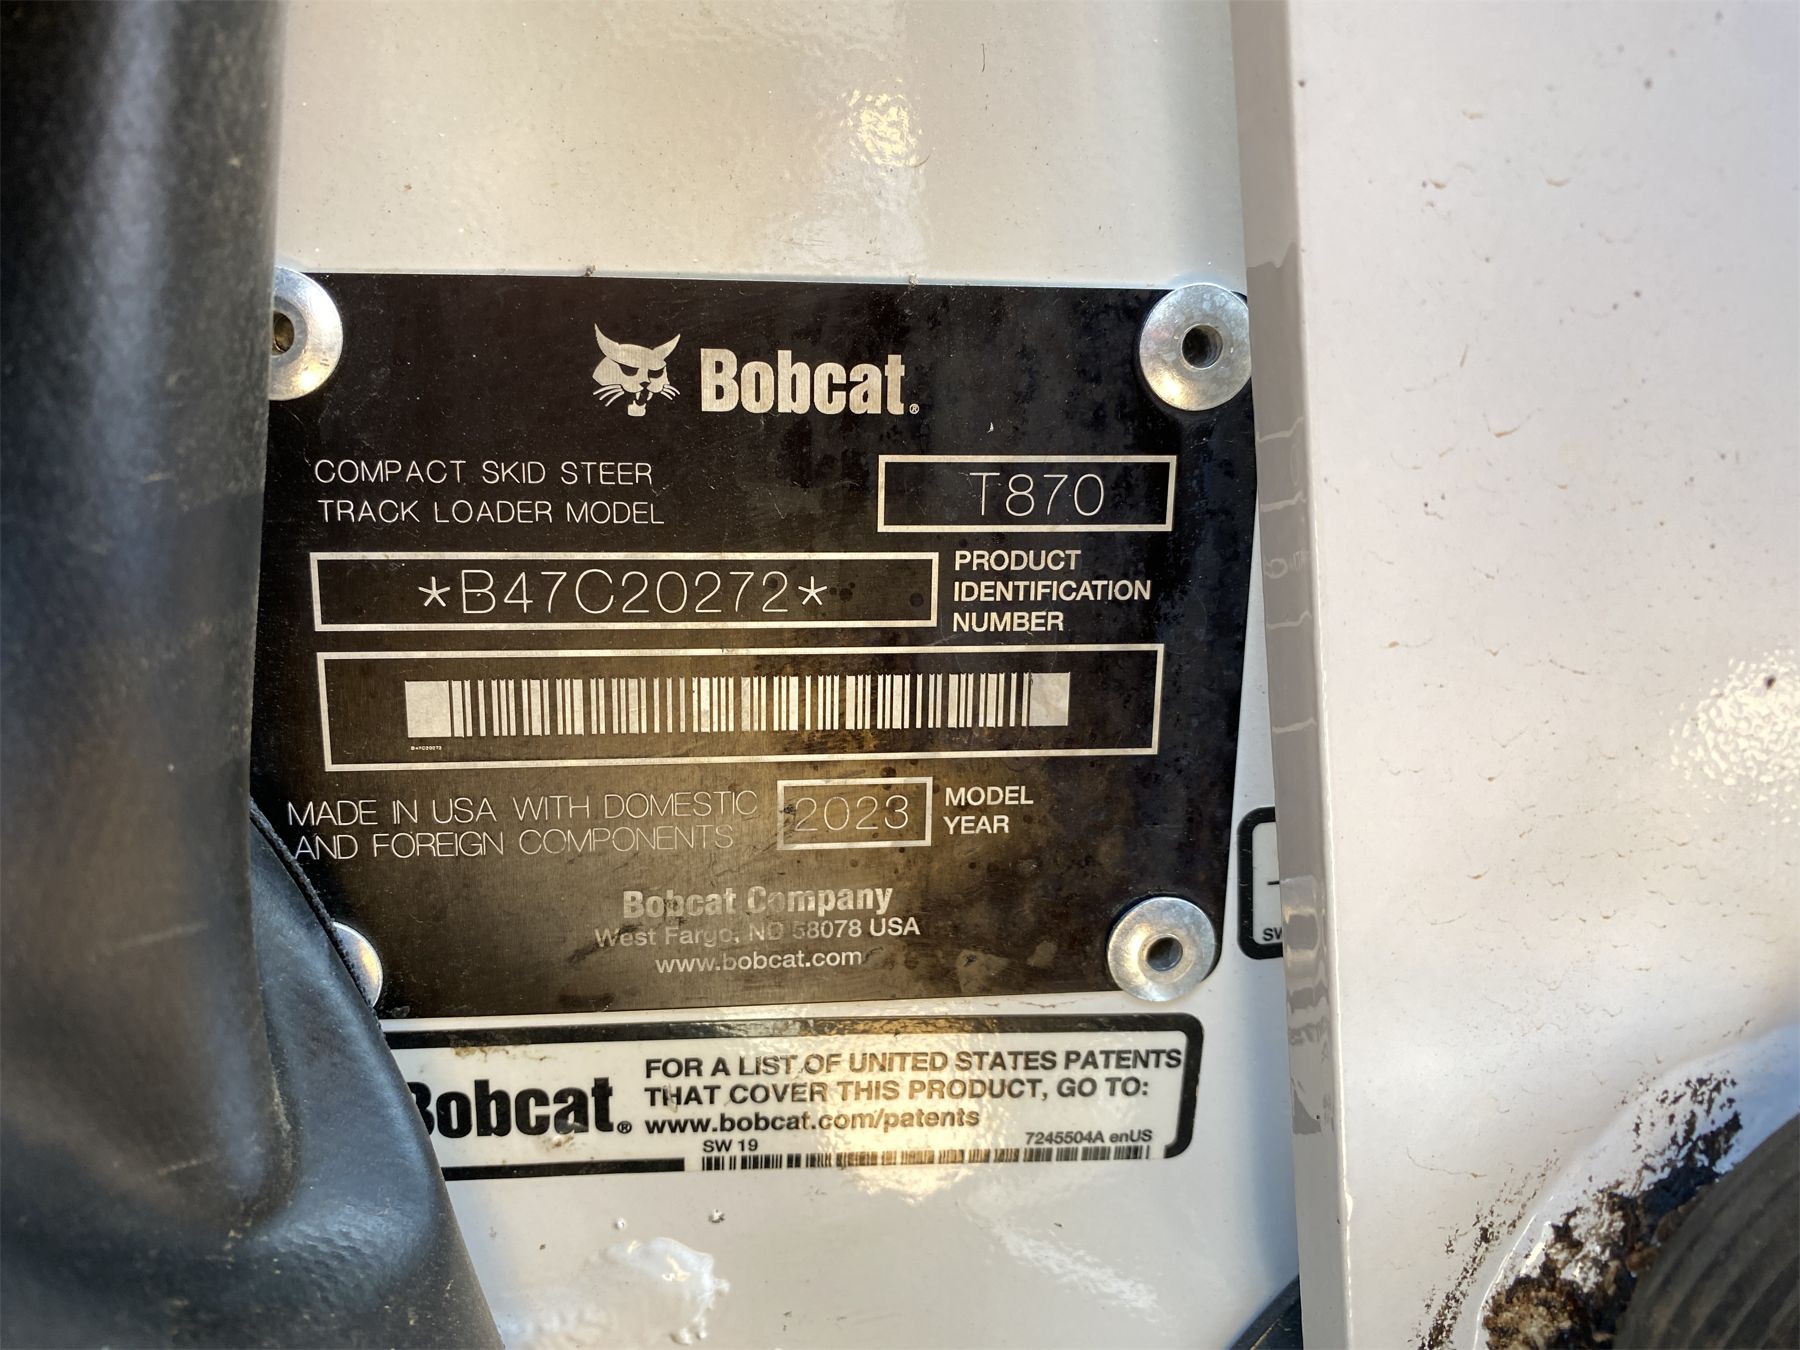 Bobcat®
COMPACT SKID STEER
TRACK LOADER MODEL
T870
*B47C20272*
PRODUCT
IDENTIFICATION
NUMBER
B47C20272
MADE IN USA WITH DOMESTIC
AND FOREIGN COMPONENTS
2023
MODEL
YEAR
Bobcat Company
West Fargo, ND 58078 USA
www.bobcat.com
Bobcat®
FOR A LIST OF UNITED STATES PATENTS
THAT COVER THIS PRODUCT, GO TO:
www.bobcat.com/patents
SW 19
7245504A enUS